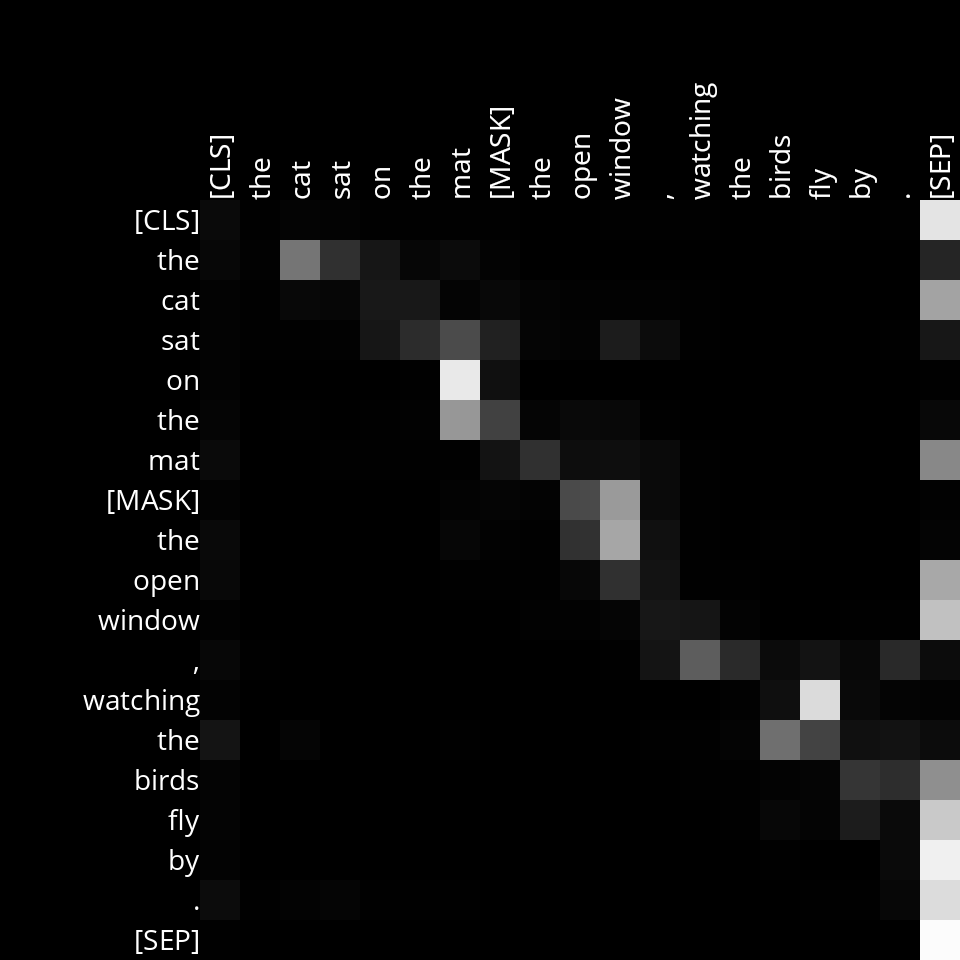 [CLS] the cat sat on the mat [MASK] the open window , watching the birds fly by . [SEP]
[CLS]
the
cat
sat
on
the
mat
[MASK]
the
open
window
,
watching
the
birds
fly
by
.
[SEP]